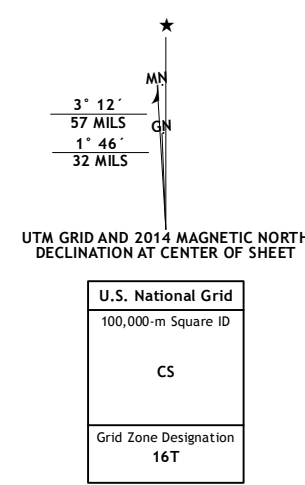 ★
MN
3° 12´
57 MILS
GN
1° 46´
32 MILS
UTM GRID AND 2014 MAGNETIC NORTH
DECLINATION AT CENTER OF SHEET
U.S. National Grid
100,000-m Square ID
CS
Grid Zone Designation
16T